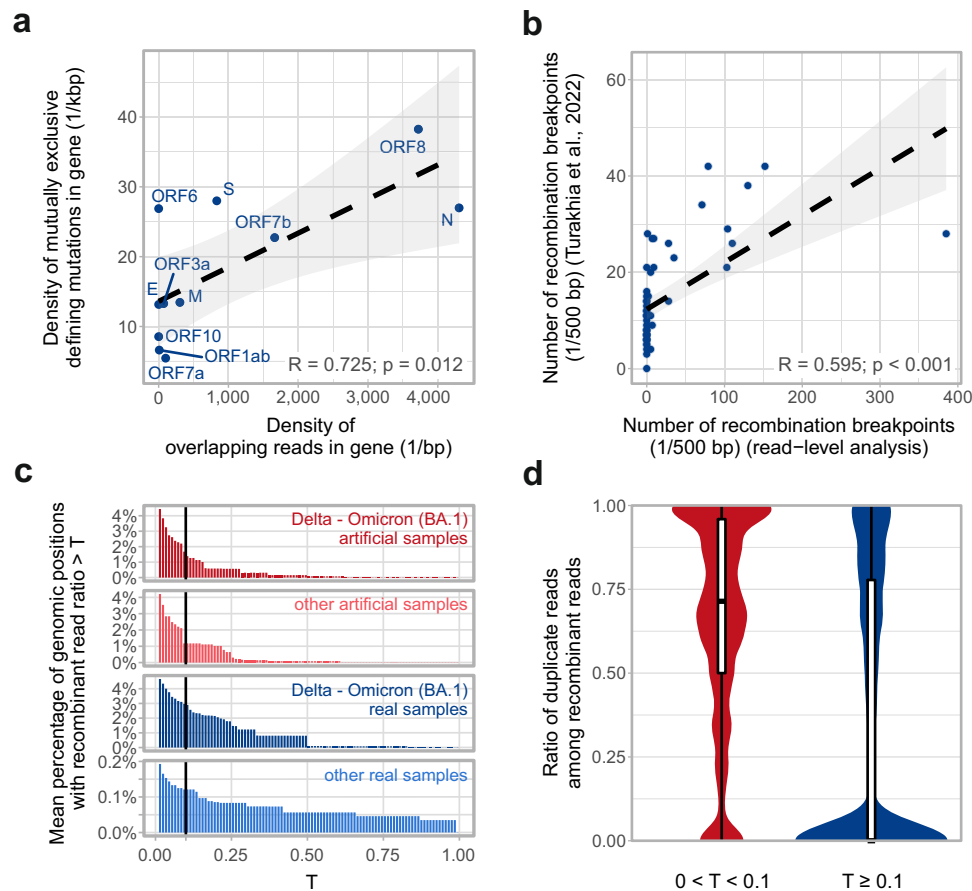 a
Density of mutually exclusive
defining mutations in gene (1/kbp)
40
30
20
10
ORF8
ORF6
S
N
ORF7b
ORF3a
E
M
ORF10
ORF1ab
ORF7a
R = 0.725; p = 0.012
0
1,000
2,000
3,000
4,000
Density of
overlapping reads in gene (1/bp)
b
Number of recombination breakpoints
(1/500 bp) (Turakhia et al., 2022)
60
40
20
0
R = 0.595; p < 0.001
0
100
200
300
400
Number of recombination breakpoints
(1/500 bp) (read−level analysis)
c
Mean percentage of genomic positions
with recombinant read ratio > T
4%
3%
2%
1%
0%
Delta - Omicron (BA.1)
artificial samples
4%
3%
2%
1%
0%
other artificial samples
4%
3%
2%
1%
0%
Delta - Omicron (BA.1)
real samples
0.2%
0.1%
0.0%
other real samples
0.00
0.25
0.50
0.75
1.00
T
d
Ratio of duplicate reads
among recombinant reads
1.00
0.75
0.50
0.25
0.00
0 < T < 0.1
T ≥ 0.1